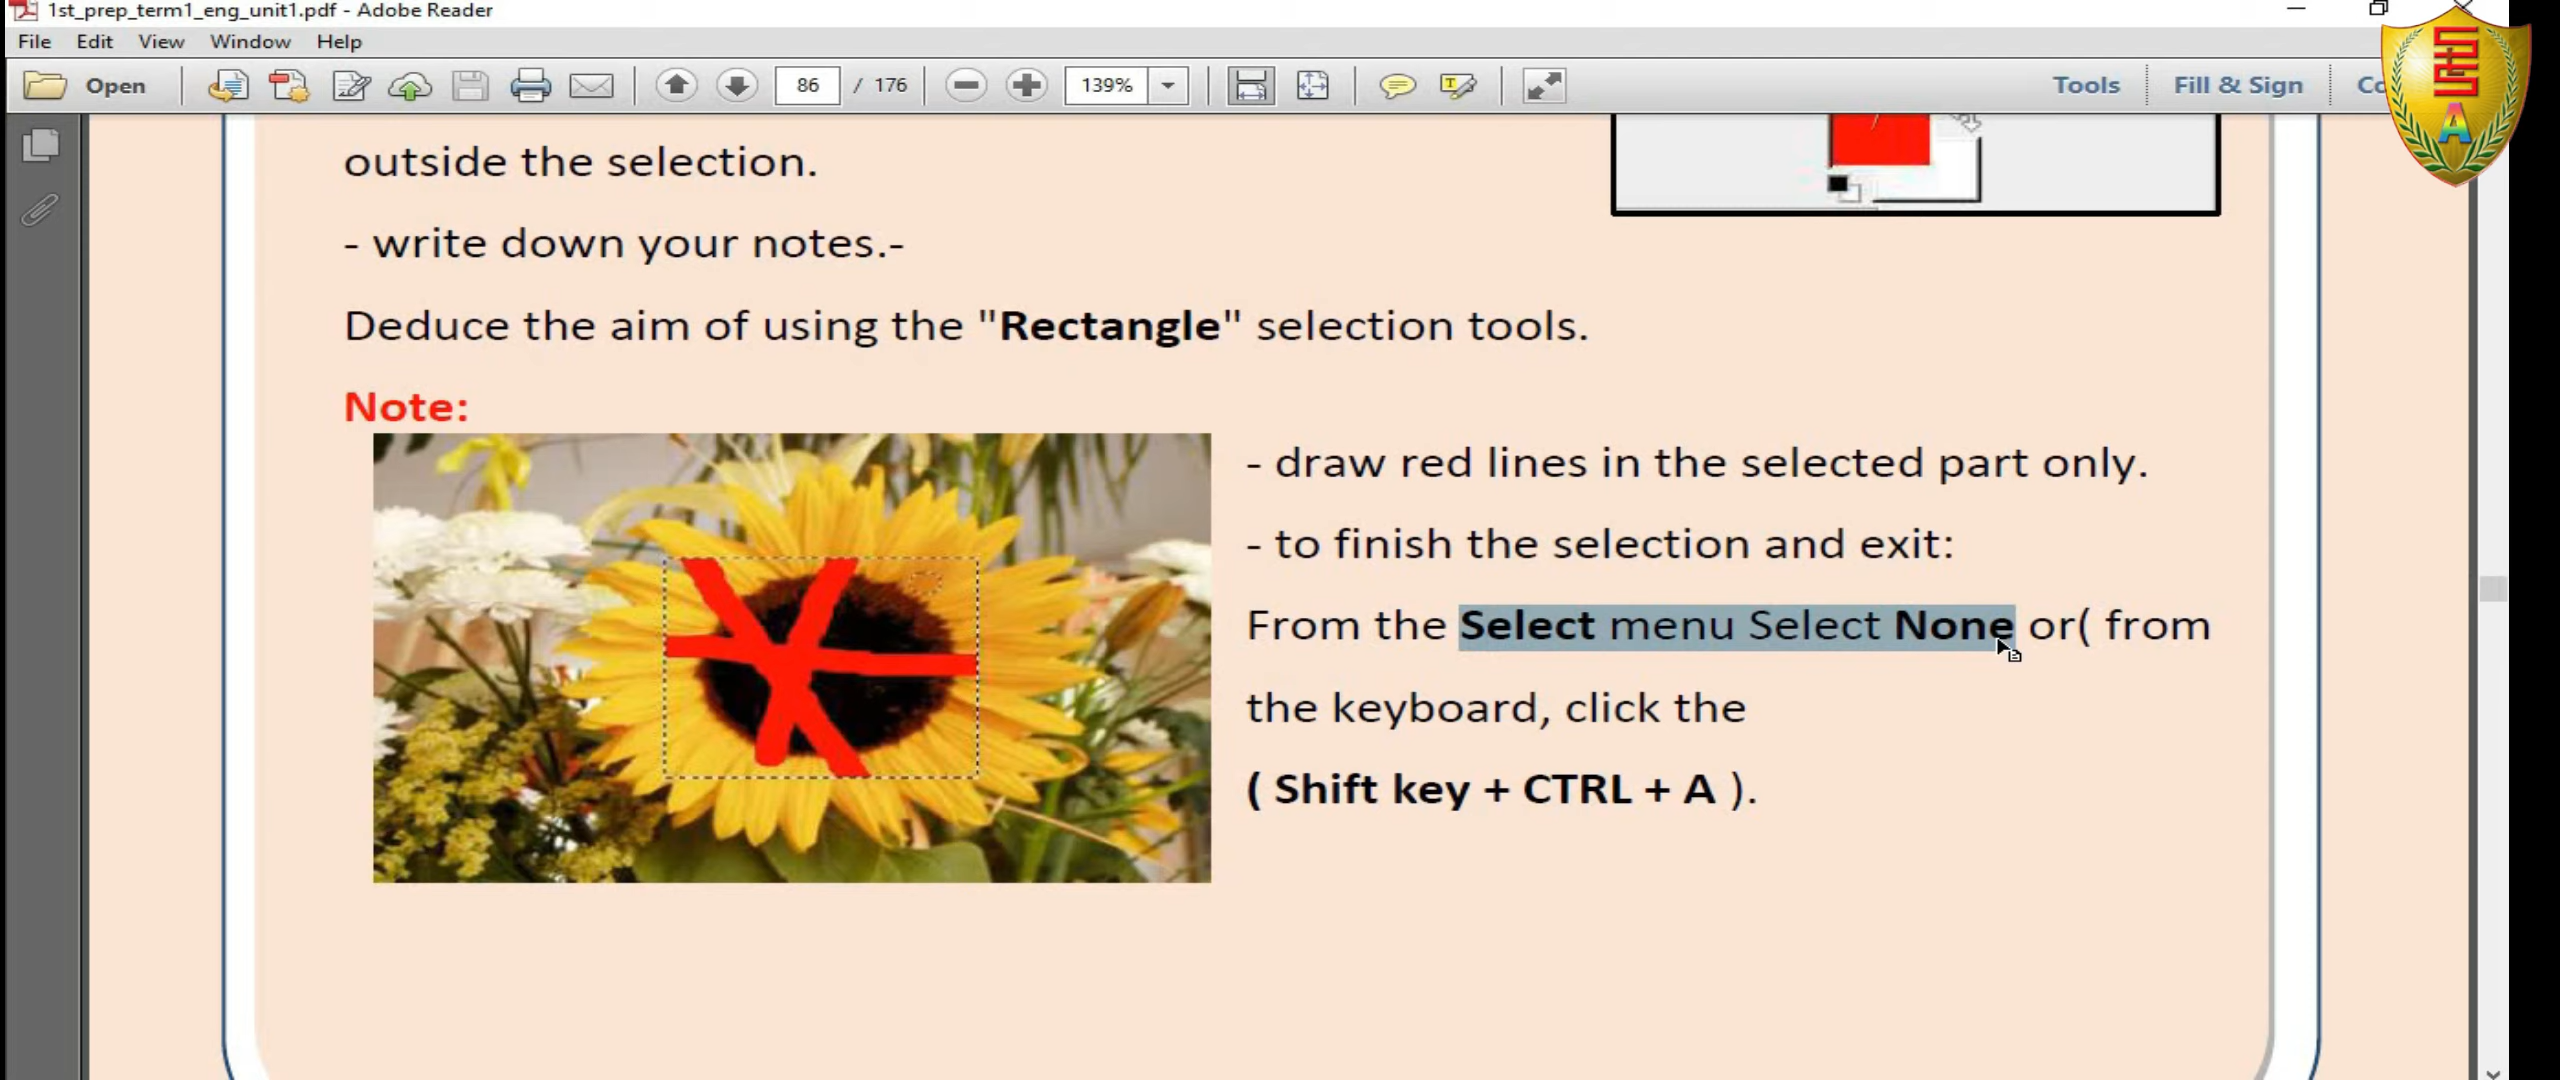 1st_prep_term1_eng_unit1.pdf - Adobe Reader
File Edit View Window Help
Open 86 / 176 139% Tools Fill & Sign
outside the selection.
- write down your notes.-
Deduce the aim of using the "Rectangle" selection tools.
Note:
- draw red lines in the selected part only.
- to finish the selection and exit:
From the Select menu Select None or( from
the keyboard, click the
( Shift key + CTRL + A ).